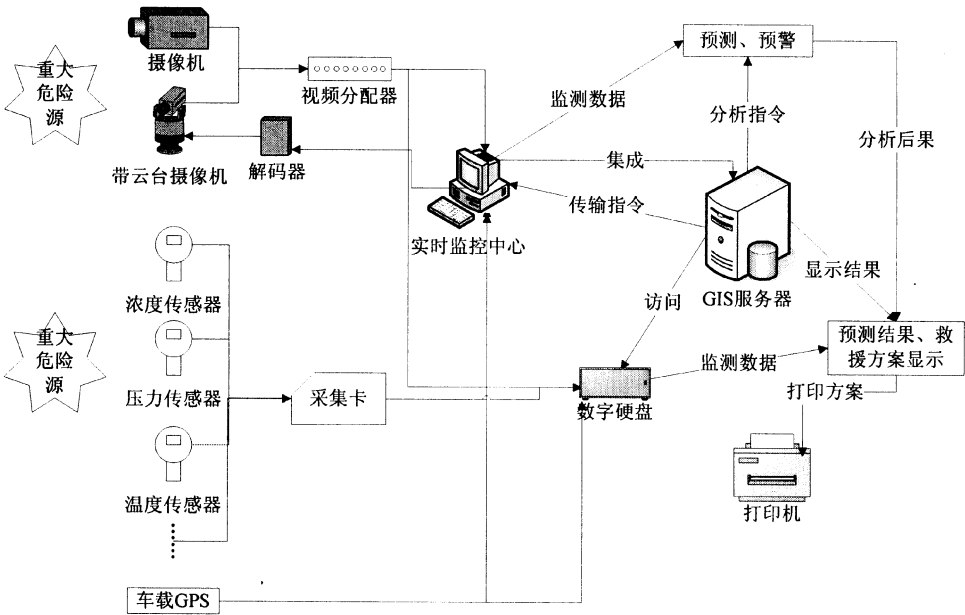 重大
危险
源
摄像机
视频分配器
预测、预警
监测数据
分析指令
分析后果
带云台摄像机
解码器
集成
传输指令
实时监控中心
浓度传感器
显示结果
访问
GIS服务器
重大
危险
源
预测结果、救
援方案显示
压力传感器
采集卡
监测数据
打印方案
数字硬盘
温度传感器
打印机
车载GPS